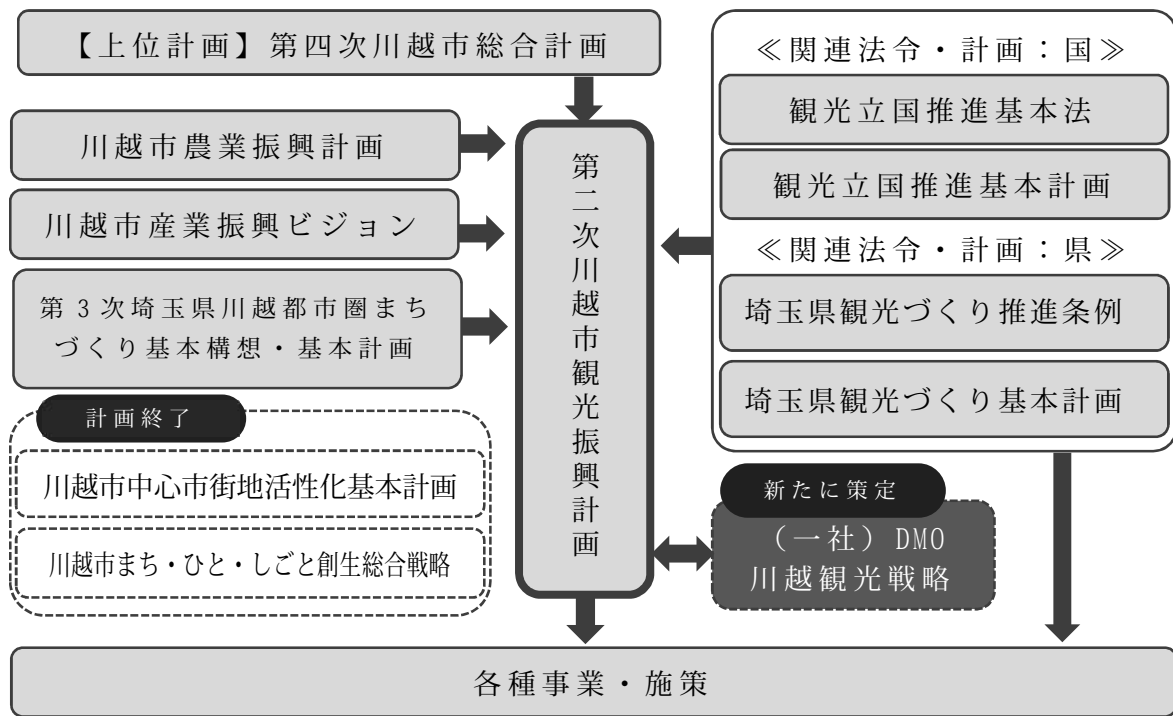 【上位計画】第四次川越市総合計画
川越市農業振興計画
川越市産業振興ビジョン
第3次埼玉県川越都市圏まち
づくり基本構想・基本計画
計画終了
川越市中心市街地活性化基本計画
川越市まち・ひと・しごと創生総合戦略
第二次川越市観光振興計画
≪関連法令・計画：国≫
観光立国推進基本法
観光立国推進基本計画
≪関連法令・計画：県≫
埼玉県観光づくり推進条例
埼玉県観光づくり基本計画
新たに策定
（一社）DMO
川越観光戦略
各種事業・施策